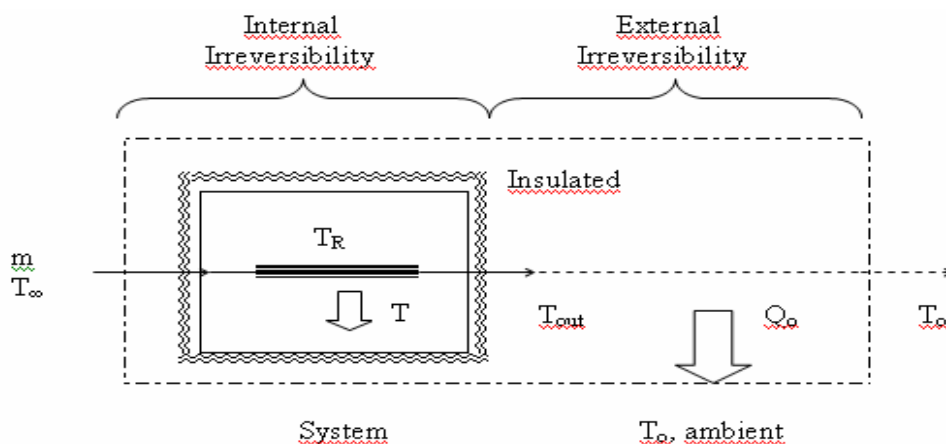 Internal
Irreversibility
External
Irreversibility
Insulated
T_R
m
T_∞
T
T_out
Q_o
T_o
System
T_o, ambient